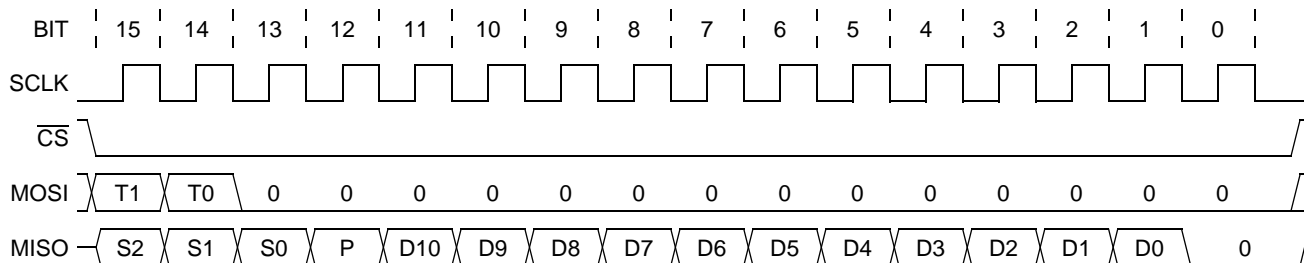 BIT 15 14 13 12 11 10 9 8 7 6 5 4 3 2 1 0
SCLK
CS
MOSI T1 T0 0 0 0 0 0 0 0 0 0 0 0 0 0 0
MISO S2 S1 S0 P D10 D9 D8 D7 D6 D5 D4 D3 D2 D1 D0 0